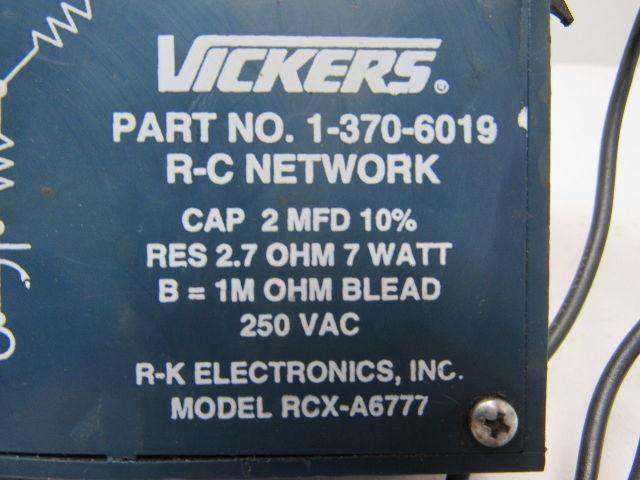 VICKERS®
PART NO. 1-370-6019
R-C NETWORK
CAP 2 MFD 10%
RES 2.7 OHM 7 WATT
B = 1M OHM BLEAD
250 VAC
R-K ELECTRONICS, INC.
MODEL RCX-A6777